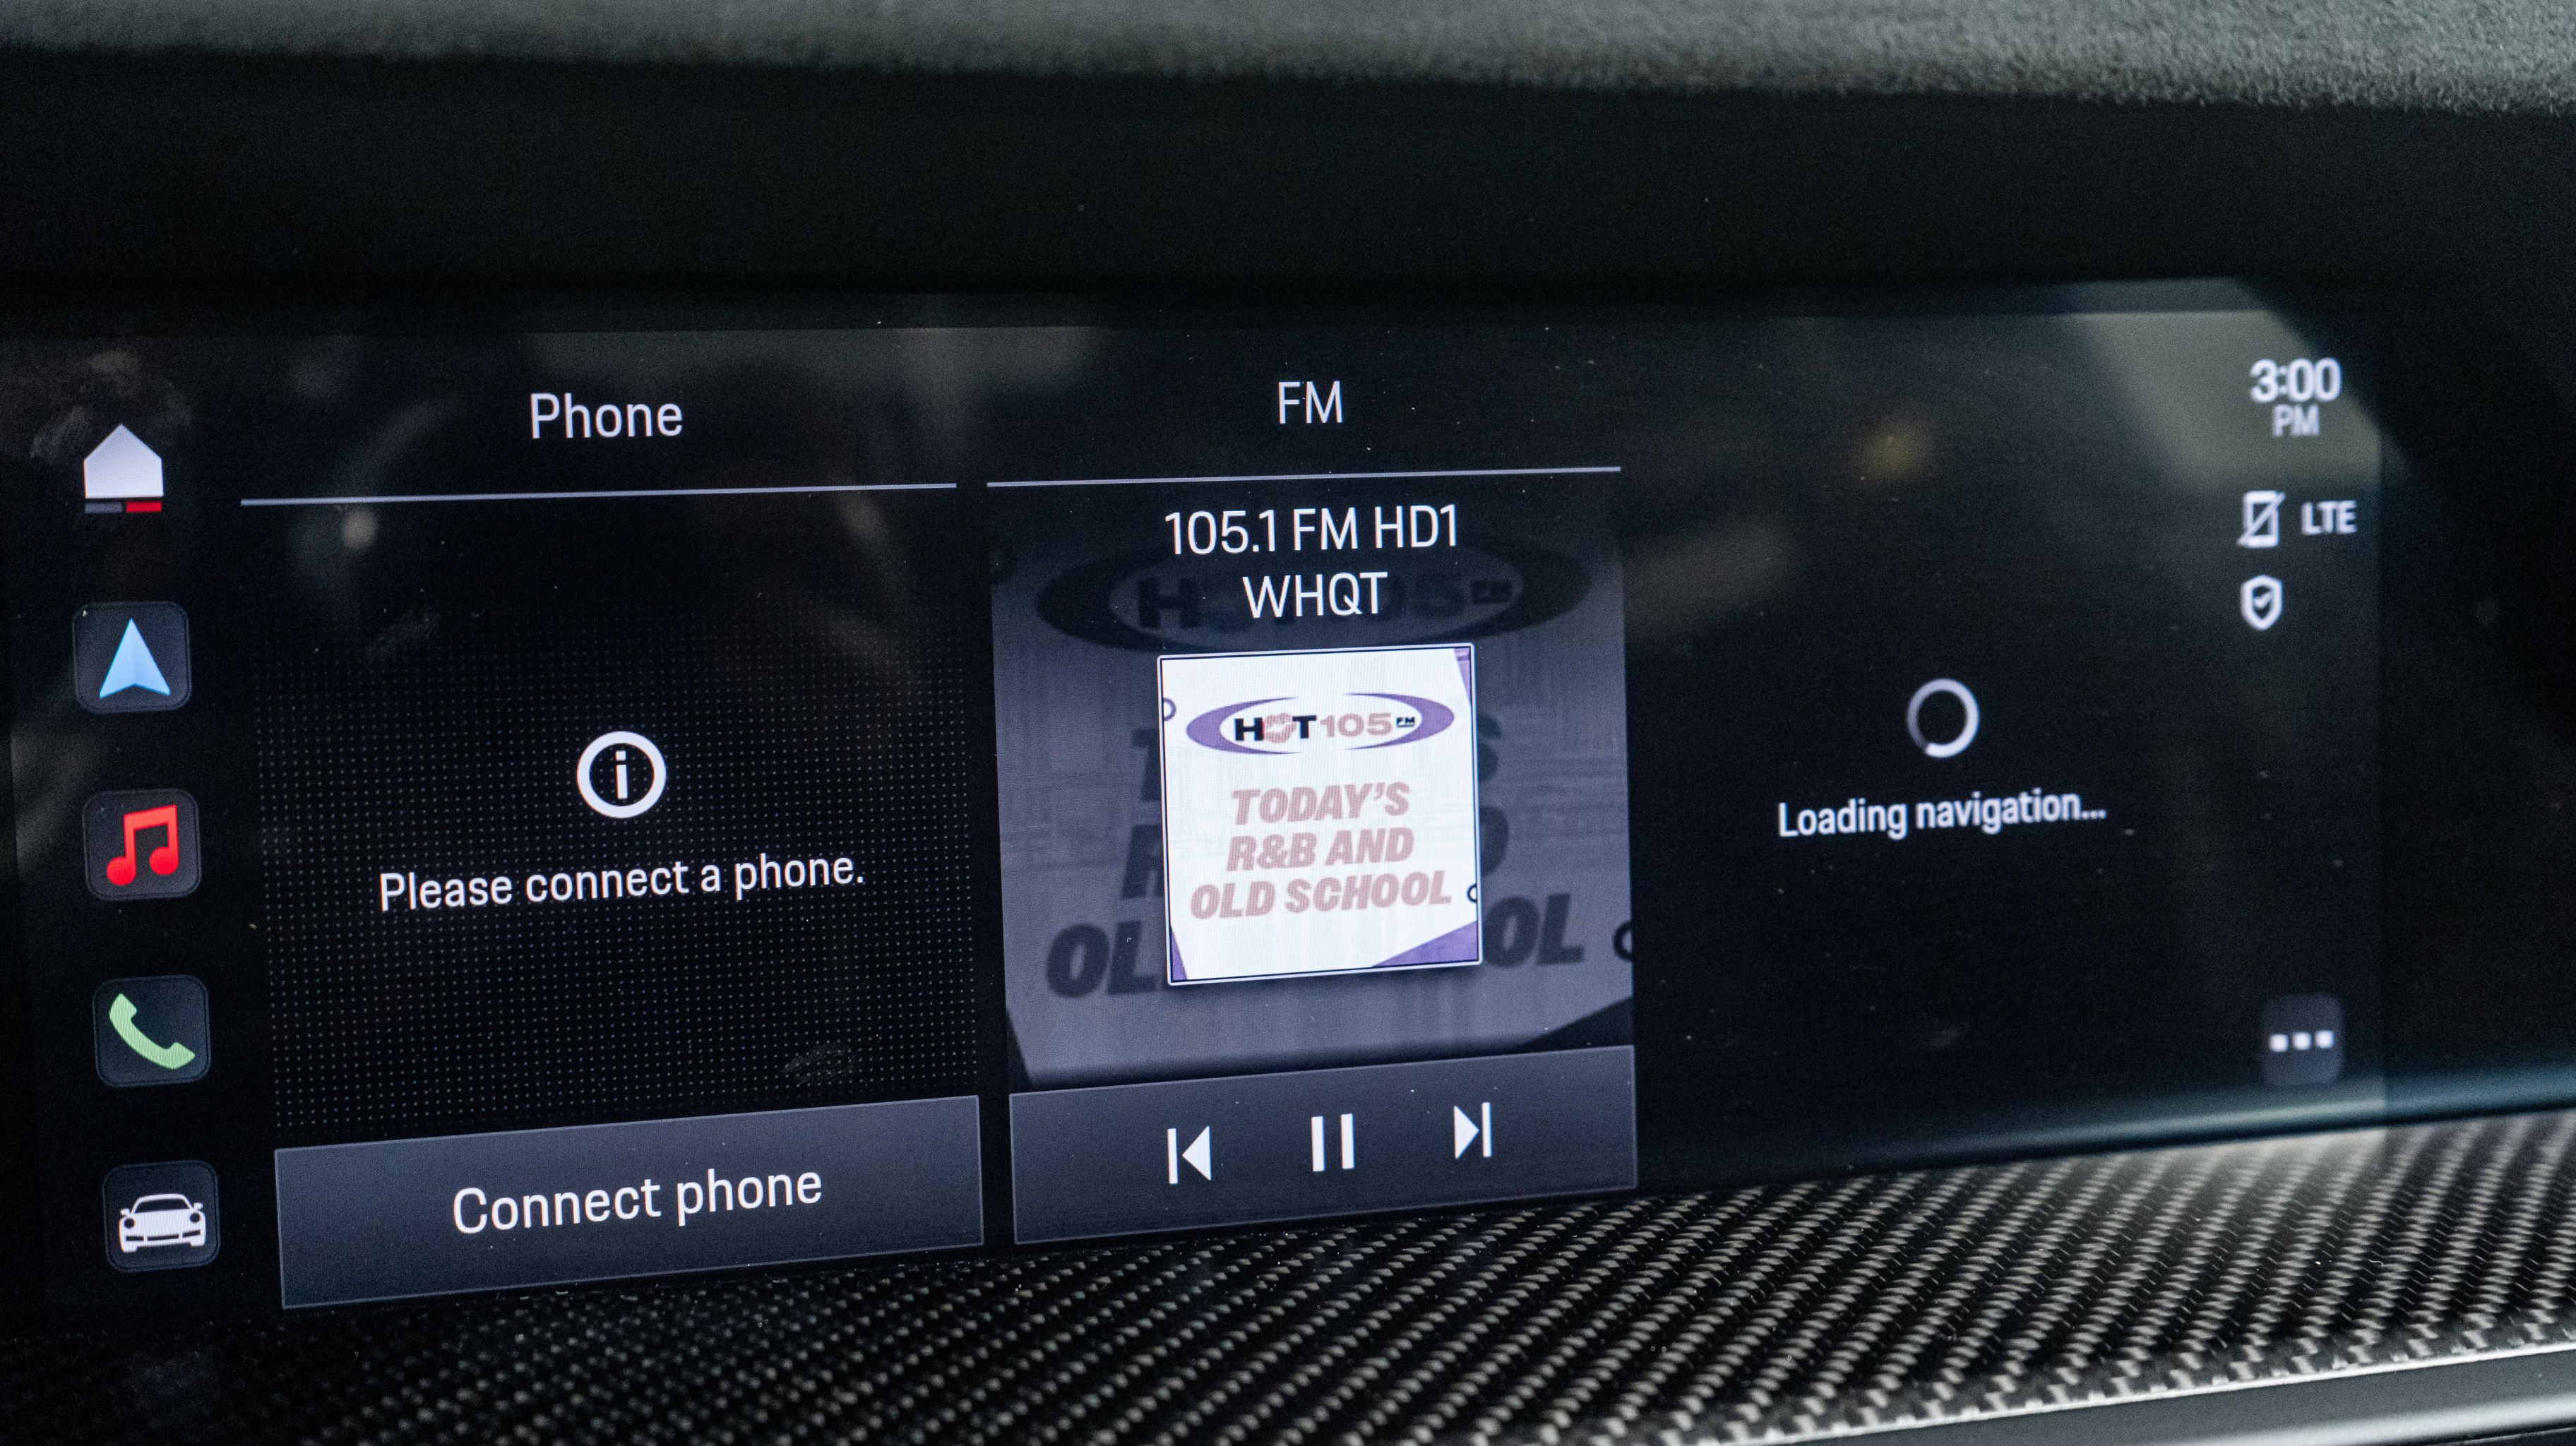 Phone
Please connect a phone.
Connect phone
FM
105.1 FM HD1
WHQT
HOT 105 FM
TODAY'S
R&B AND
OLD SCHOOL
Loading navigation...
3:00
PM
LTE